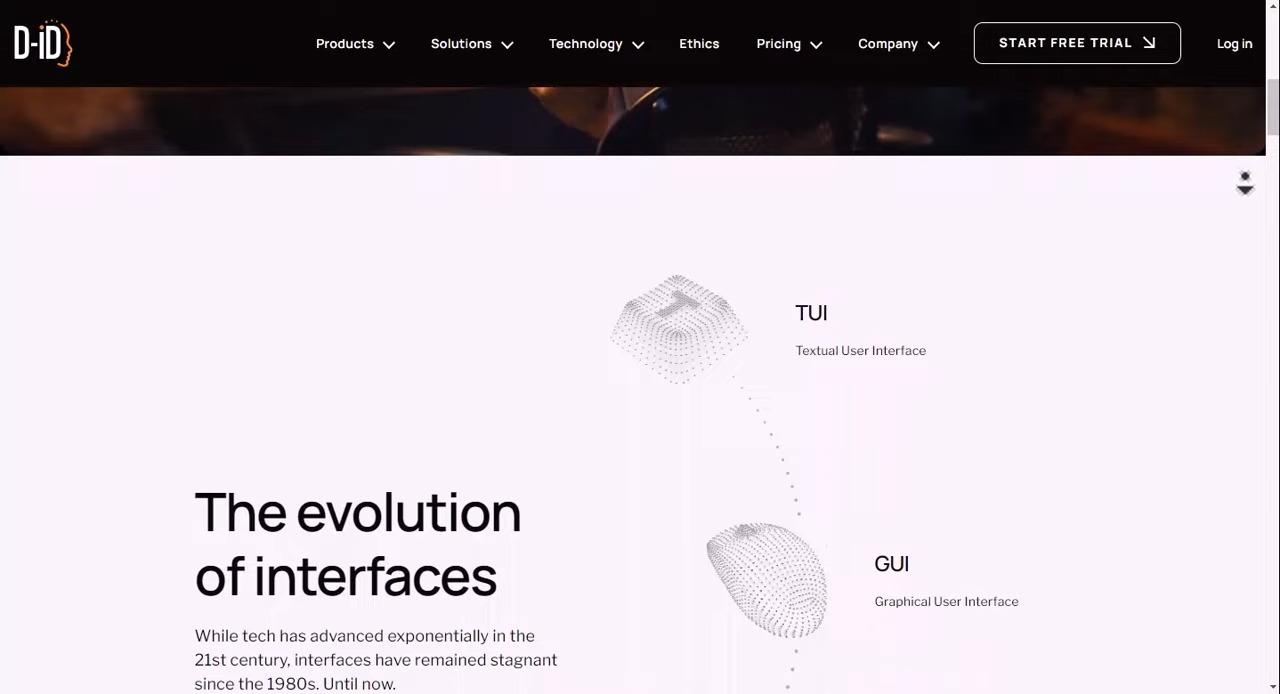 D-iD
Products
Solutions
Technology
Ethics
Pricing
Company
START FREE TRIAL
Log in
T
TUI
Textual User Interface
The evolution
of interfaces
GUI
Graphical User Interface
While tech has advanced exponentially in the
21st century, interfaces have remained stagnant
since the 1980s. Until now.